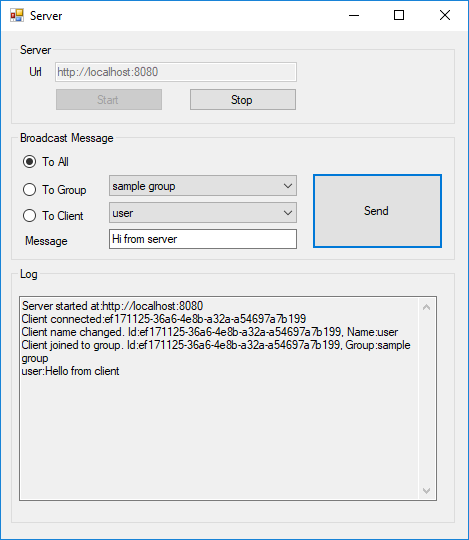 Server
Server
Url http://localhost:8080
Start Stop
Broadcast Message
To All
To Group sample group
To Client user
Send
Message Hi from server
Log
Server started at:http://localhost:8080
Client connected:ef171125-36a6-4e8b-a32a-a54697a7b199
Client name changed. Id:ef171125-36a6-4e8b-a32a-a54697a7b199, Name:user
Client joined to group. Id:ef171125-36a6-4e8b-a32a-a54697a7b199, Group:sample
group
user:Hello from client